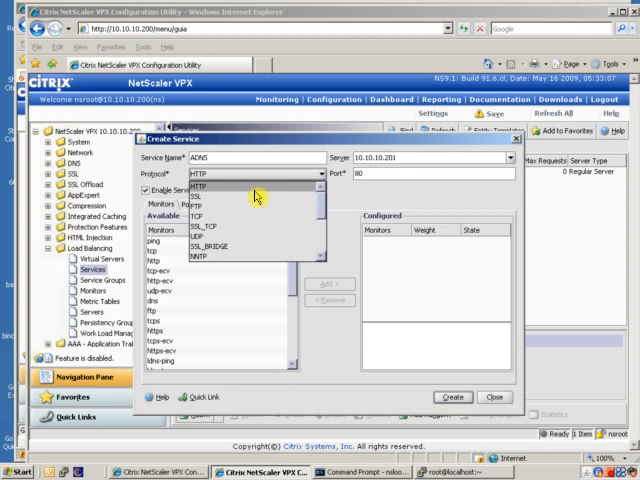 Citrix NetScaler VPX Configuration Utility - Windows Internet Explorer
http://10.10.10.200/menu/guia
Google
File Edit View Favorites Tools Help
Citrix NetScaler VPX Configuration Utility
Page Tools
CITRIX NetScaler VPX
NS9.1: Build 91.6.cl, Date: May 16 2009, 05:33:07
Welcome nsroot@10.10.10.200(ns)
Monitoring | Configuration | Dashboard | Reporting | Documentation | Downloads | Logout
Settings Save Refresh All Help
NetScaler VPX 10.10.10.200
Services
Find Refresh Entity Templates Add to Favorites Help
System
Network
DNS
SSL
SSL Offload
AppExpert
Compression
Integrated Caching
Protection Features
HTML Injection
Load Balancing
Virtual Servers
Services
Service Groups
Monitors
Metric Tables
Servers
Persistency Group
Work Load Manag
AAA - Application Traf
Feature is disabled.
Navigation Pane
Favorites
Quick Links
Max Requests Server Type
0 Regular Server
Create Service
Service Name* ADNS
Server 10.10.10.201
Protocol* HTTP
Port* 80
HTTP
SSL
FTP
TCP
SSL_TCP
UDP
SSL_BRIDGE
NNTP
Enable Servi
Monitors
Available
Monitors
ping
tcp
http
tcp-ecv
http-ecv
udp-ecv
dns
ftp
tcps
https
tcps-ecv
https-ecv
ldns-ping
Add >
< Remove
Configured
Monitors Weight State
Help Quick Link
Create Close
Statistics
Ready 1 Item nsroot
Copyright(©) Citrix Systems, Inc. All rights reserved.
Internet 100%
Start
Citrix NetScaler VPX Con...
Citrix NetScaler VPX C...
Command Prompt - nsloo...
root@localhost:~